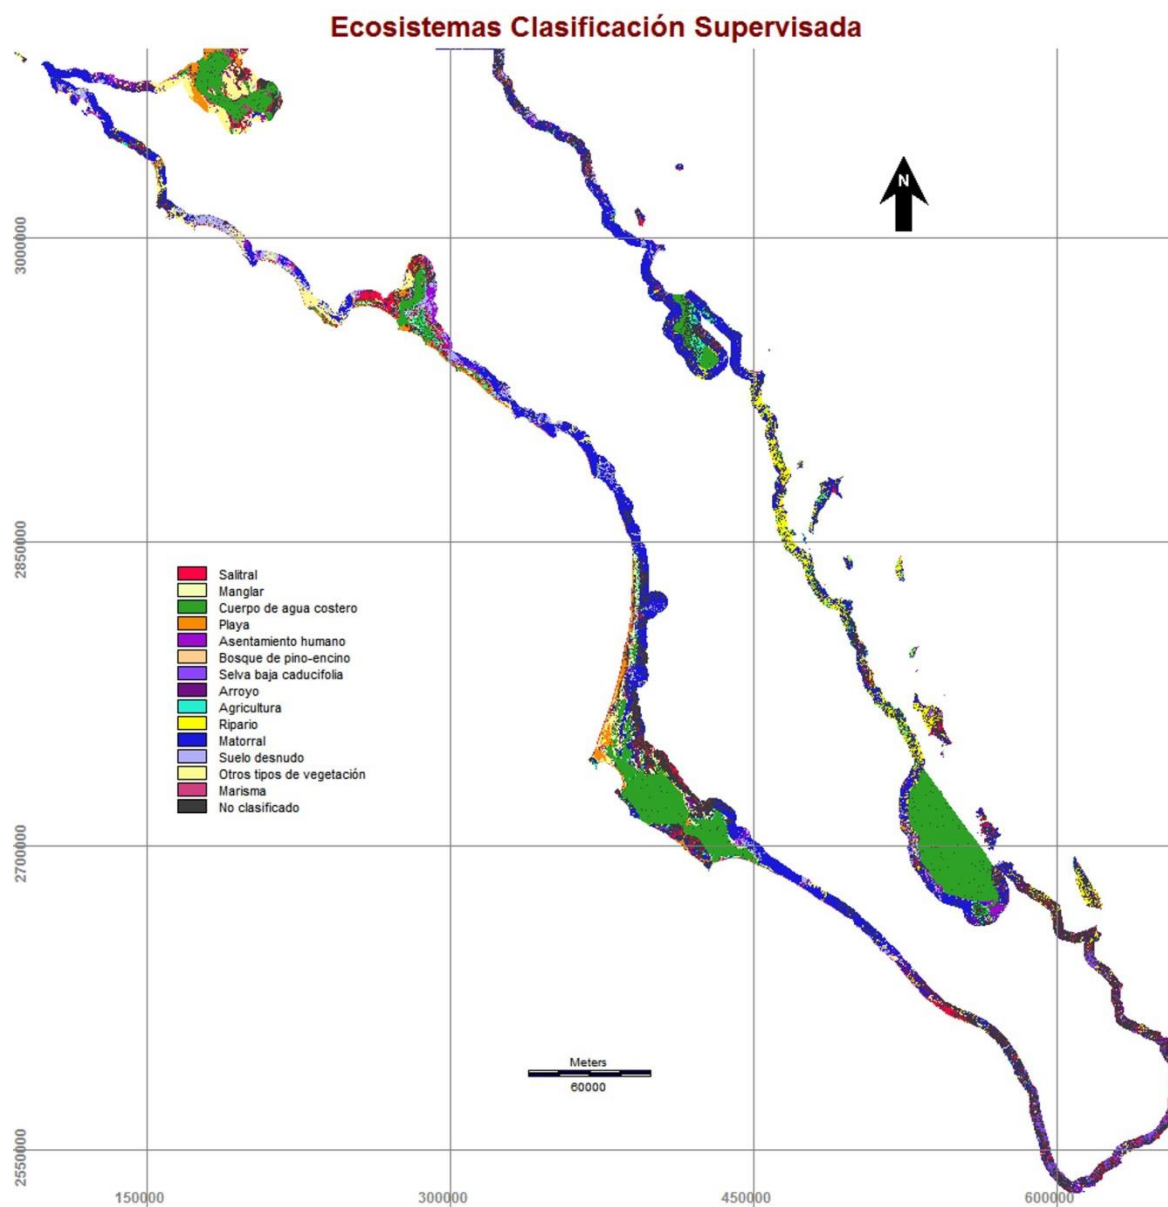 Ecosistemas Clasificación Supervisada
N
3000000
2850000
Salitral
Manglar
Cuerpo de agua costero
Playa
Asentamiento humano
Bosque de pino-encino
Selva baja caducifolia
Arroyo
Agricultura
Ripario
Matorral
Suelo desnudo
Otros tipos de vegetación
Marisma
No clasificado
2700000
Meters
60000
2550000
150000
300000
450000
600000